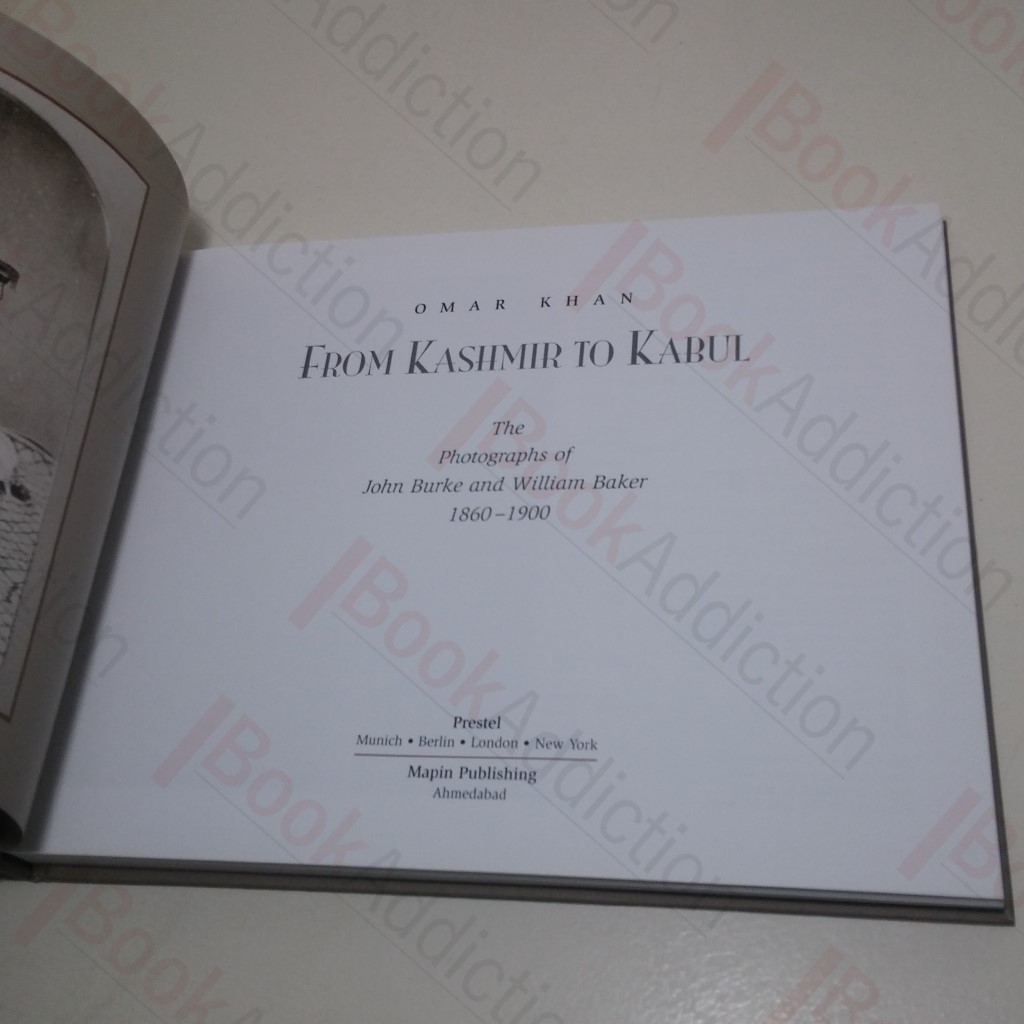 OMAR KHAN
FROM KASHMIR TO KABUL
The
Photographs of
John Burke and William Baker
1860–1900
Prestel
Munich • Berlin • London • New York
Mapin Publishing
Ahmedabad
BookAddiction